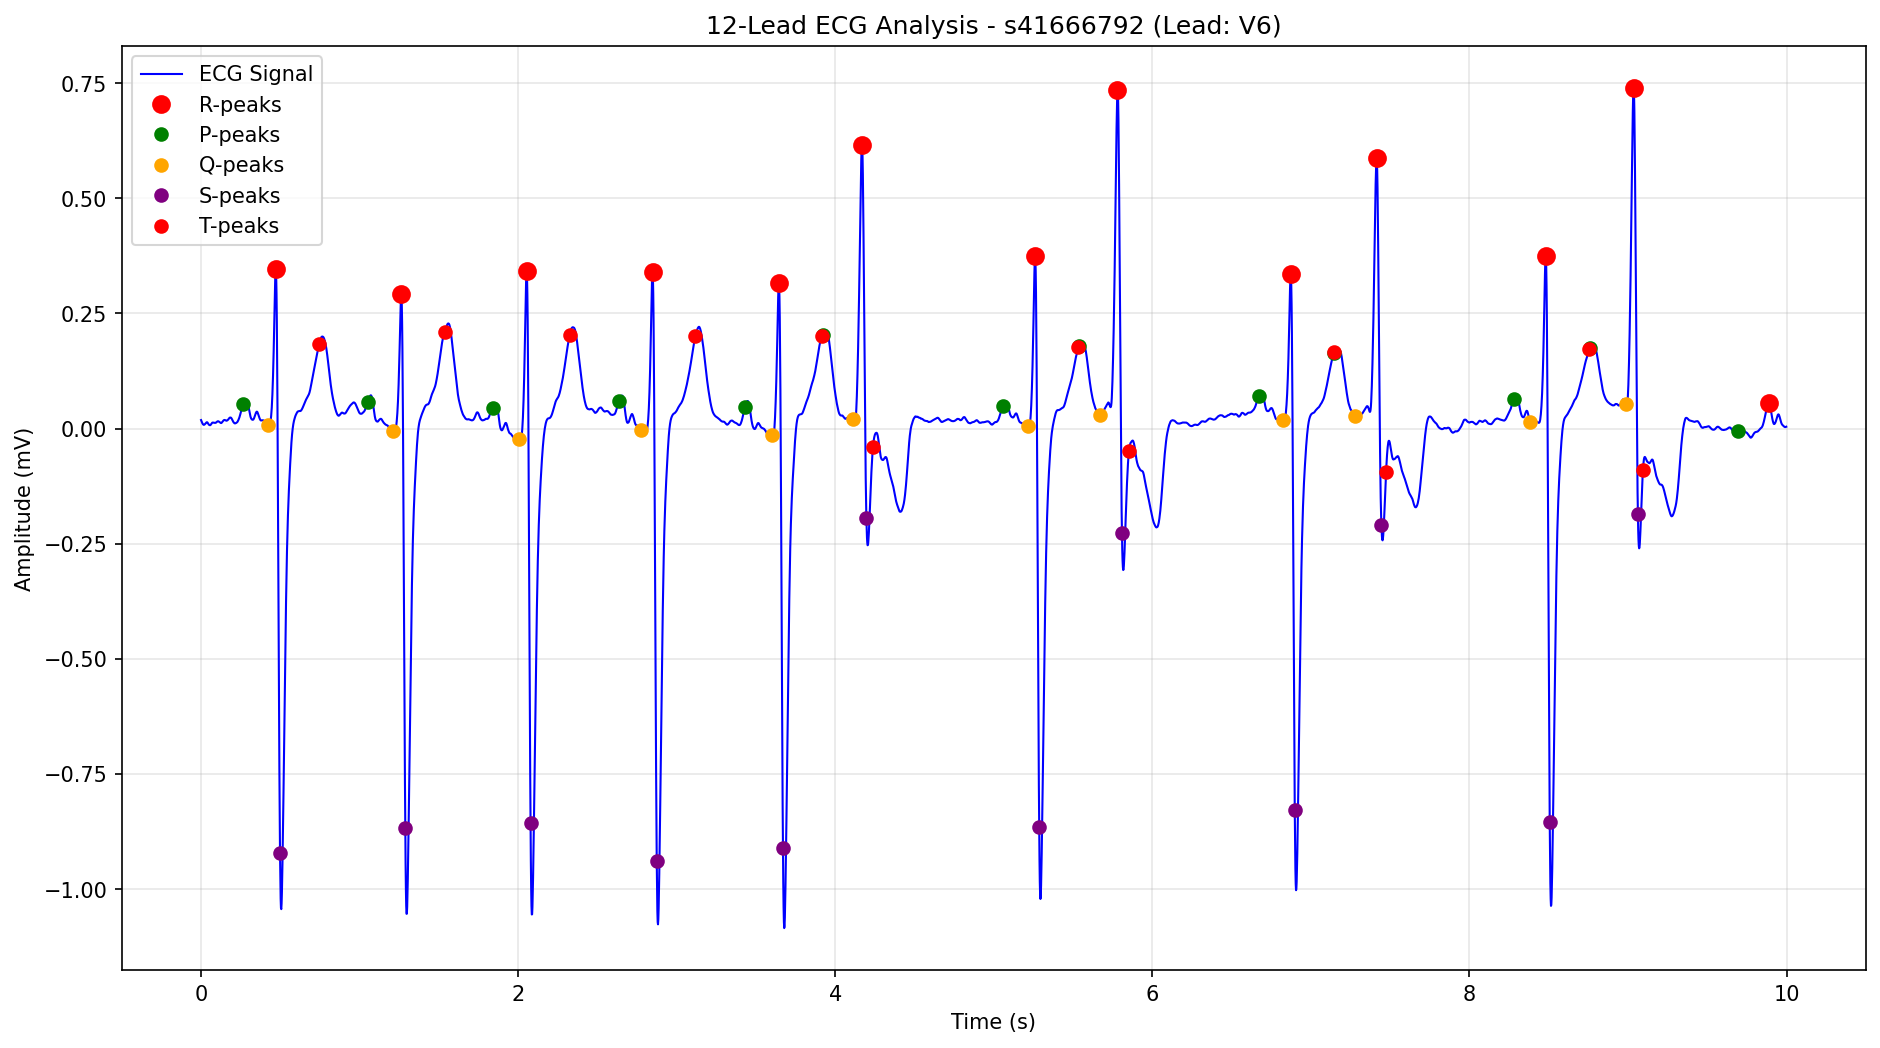 12-Lead ECG Analysis - s41666792 (Lead: V6)
ECG Signal
R-peaks
P-peaks
Q-peaks
S-peaks
T-peaks
0.75
0.50
0.25
0.00
−0.25
−0.50
−0.75
−1.00
Amplitude (mV)
0 2 4 6 8 10
Time (s)